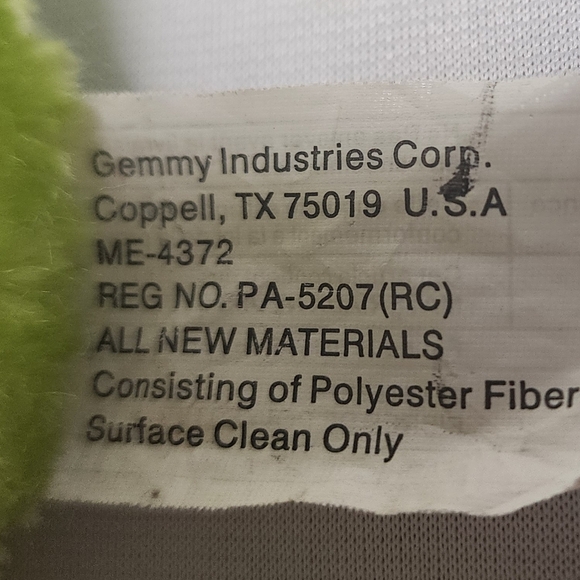 Gemmy Industries Corp.
Coppell, TX 75019 U.S.A
ME-4372
REG NO. PA-5207(RC)
ALL NEW MATERIALS
Consisting of Polyester Fiber
Surface Clean Only